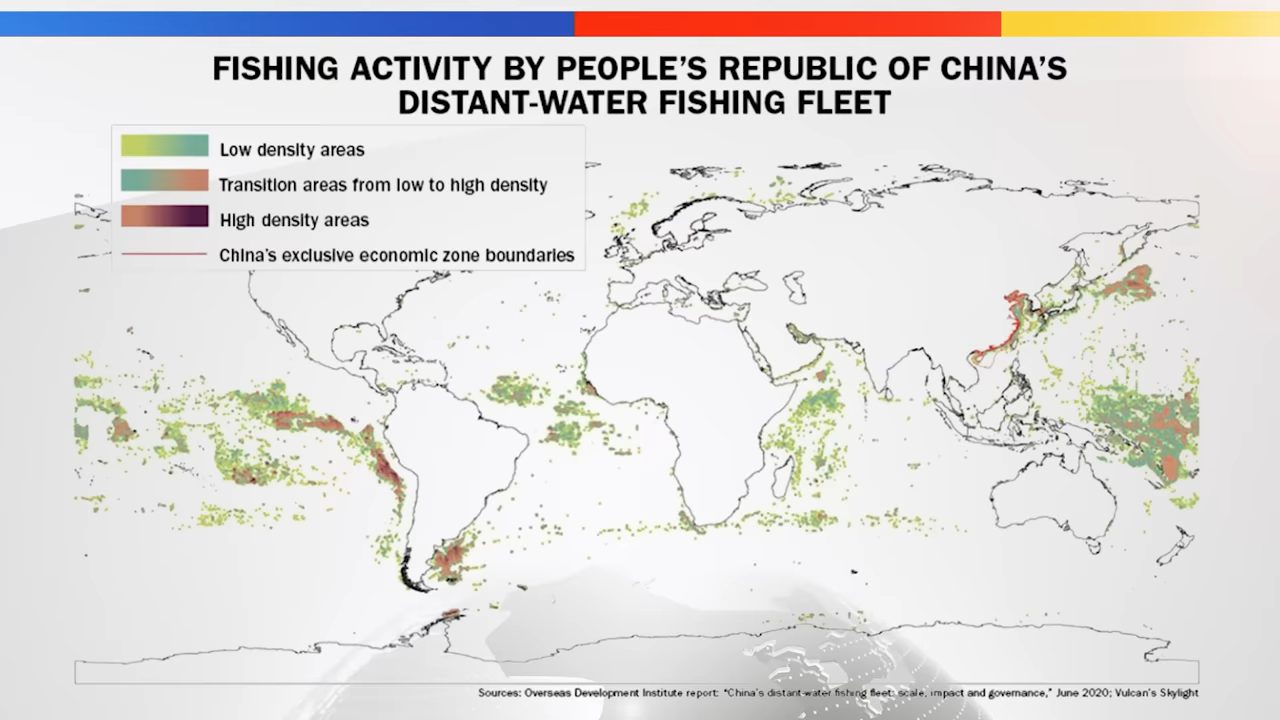 FISHING ACTIVITY BY PEOPLE'S REPUBLIC OF CHINA'S
DISTANT-WATER FISHING FLEET
Low density areas
Transition areas from low to high density
High density areas
China's exclusive economic zone boundaries
Sources: Overseas Development Institute report: "China's distant-water fishing fleet: scale, impact and governance," June 2020; Vulcan's Skylight